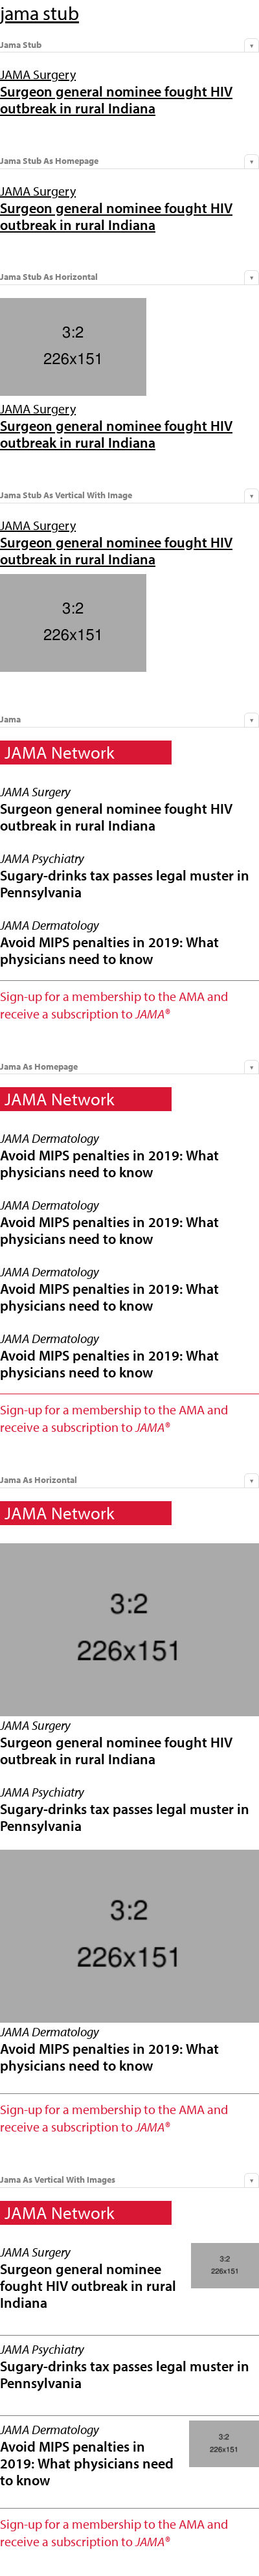 jama stub
Jama Stub
JAMA Surgery
Surgeon general nominee fought HIV
outbreak in rural Indiana
Jama Stub As Homepage
JAMA Surgery
Surgeon general nominee fought HIV
outbreak in rural Indiana
Jama Stub As Horizontal
3:2
226x151
JAMA Surgery
Surgeon general nominee fought HIV
outbreak in rural Indiana
Jama Stub As Vertical With Image
JAMA Surgery
Surgeon general nominee fought HIV
outbreak in rural Indiana
3:2
226x151
Jama
JAMA Network
JAMA Surgery
Surgeon general nominee fought HIV
outbreak in rural Indiana
JAMA Psychiatry
Sugary-drinks tax passes legal muster in
Pennsylvania
JAMA Dermatology
Avoid MIPS penalties in 2019: What
physicians need to know
Sign-up for a membership to the AMA and
receive a subscription to JAMA®
Jama As Homepage
JAMA Network
JAMA Dermatology
Avoid MIPS penalties in 2019: What
physicians need to know
JAMA Dermatology
Avoid MIPS penalties in 2019: What
physicians need to know
JAMA Dermatology
Avoid MIPS penalties in 2019: What
physicians need to know
JAMA Dermatology
Avoid MIPS penalties in 2019: What
physicians need to know
Sign-up for a membership to the AMA and
receive a subscription to JAMA®
Jama As Horizontal
JAMA Network
3:2
226x151
JAMA Surgery
Surgeon general nominee fought HIV
outbreak in rural Indiana
JAMA Psychiatry
Sugary-drinks tax passes legal muster in
Pennsylvania
3:2
226x151
JAMA Dermatology
Avoid MIPS penalties in 2019: What
physicians need to know
Sign-up for a membership to the AMA and
receive a subscription to JAMA®
Jama As Vertical With Images
JAMA Network
JAMA Surgery
Surgeon general nominee
fought HIV outbreak in rural
Indiana
3:2
226x151
JAMA Psychiatry
Sugary-drinks tax passes legal muster in
Pennsylvania
JAMA Dermatology
Avoid MIPS penalties in
2019: What physicians need
to know
3:2
226x151
Sign-up for a membership to the AMA and
receive a subscription to JAMA®